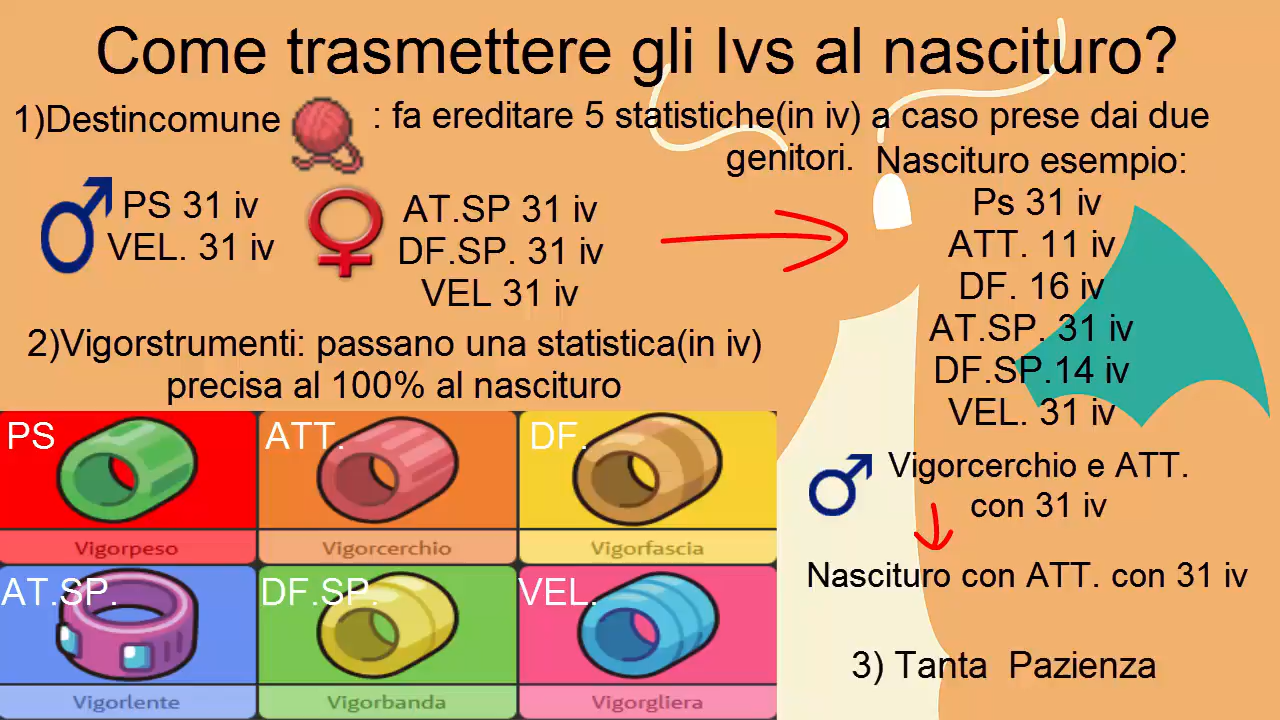 Come trasmettere gli Ivs al nascituro?
1)Destincomune : fa ereditare 5 statistiche(in iv) a caso prese dai due
genitori.
PS 31 iv
VEL. 31 iv
AT.SP 31 iv
DF.SP. 31 iv
VEL 31 iv
Nascituro esempio:
Ps 31 iv
ATT. 11 iv
DF. 16 iv
AT.SP. 31 iv
DF.SP.14 iv
VEL. 31 iv
2)Vigorstrumenti: passano una statistica(in iv)
precisa al 100% al nascituro
PS
ATT.
DF.
Vigorpeso
Vigorcerchio
Vigorfascia
AT.SP.
DF.SP.
VEL.
Vigorlente
Vigorbanda
Vigorgliera
Vigorcerchio e ATT.
con 31 iv
Nascituro con ATT. con 31 iv
3) Tanta Pazienza